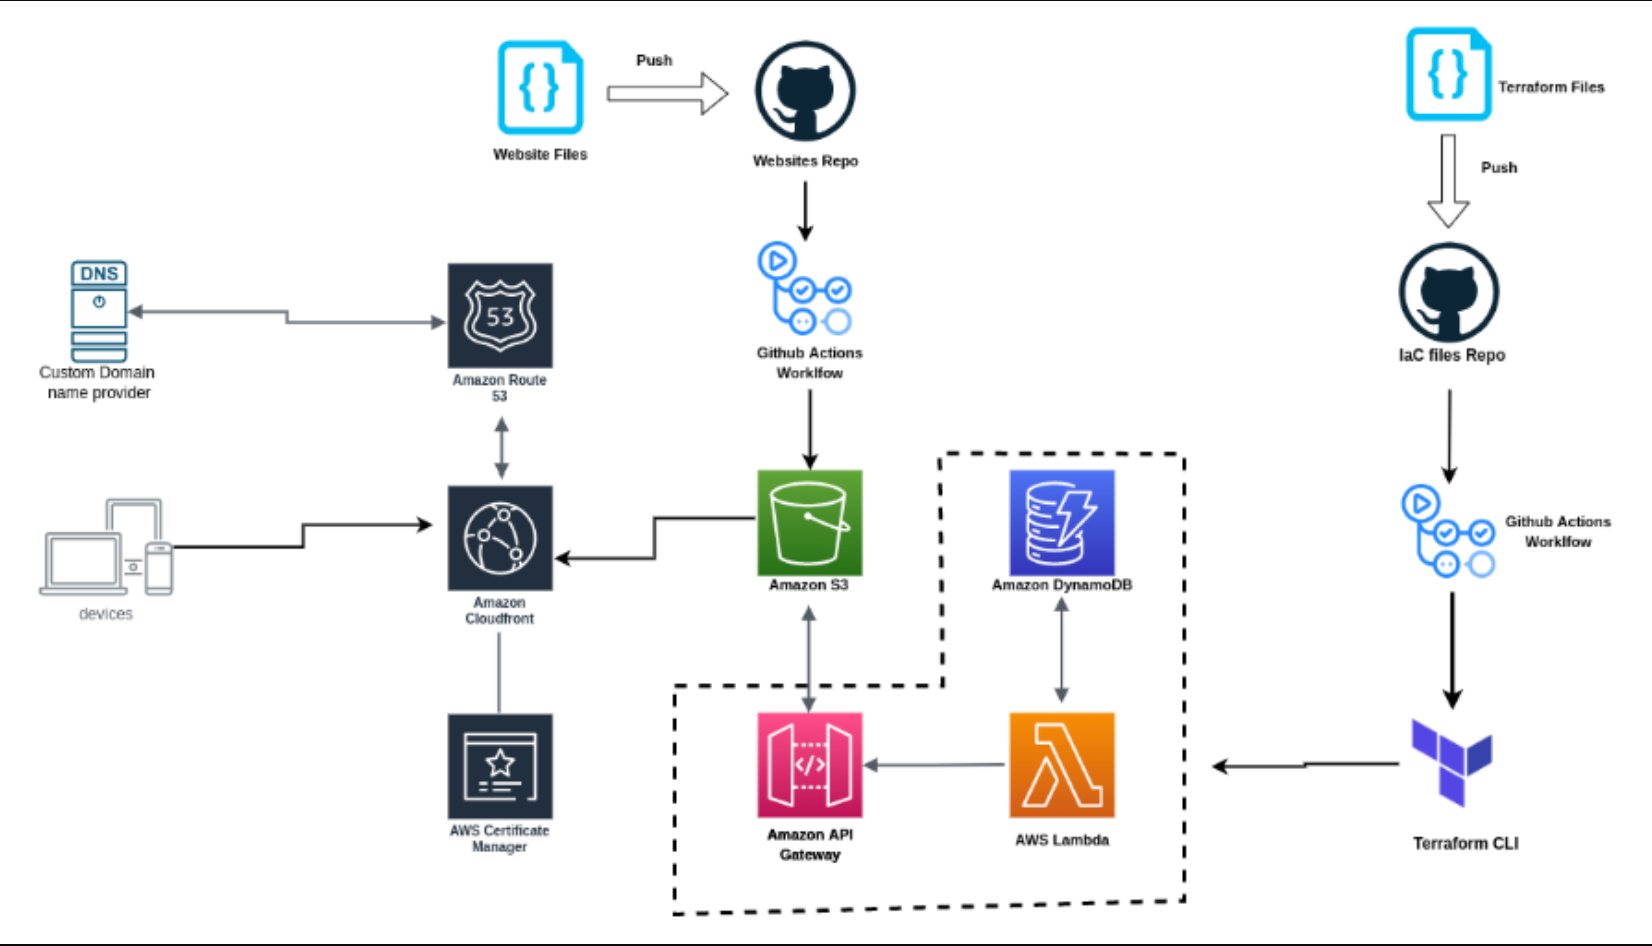 Push
Website Files
Websites Repo
Terraform Files
Push
DNS
Custom Domain
name provider
53
Amazon Route
53
Github Actions
Worklfow
IaC files Repo
devices
Amazon
Cloudfront
Amazon S3
Amazon DynamoDB
Github Actions
Worklfow
AWS Certificate
Manager
</>
Amazon API
Gateway
AWS Lambda
Terraform CLI